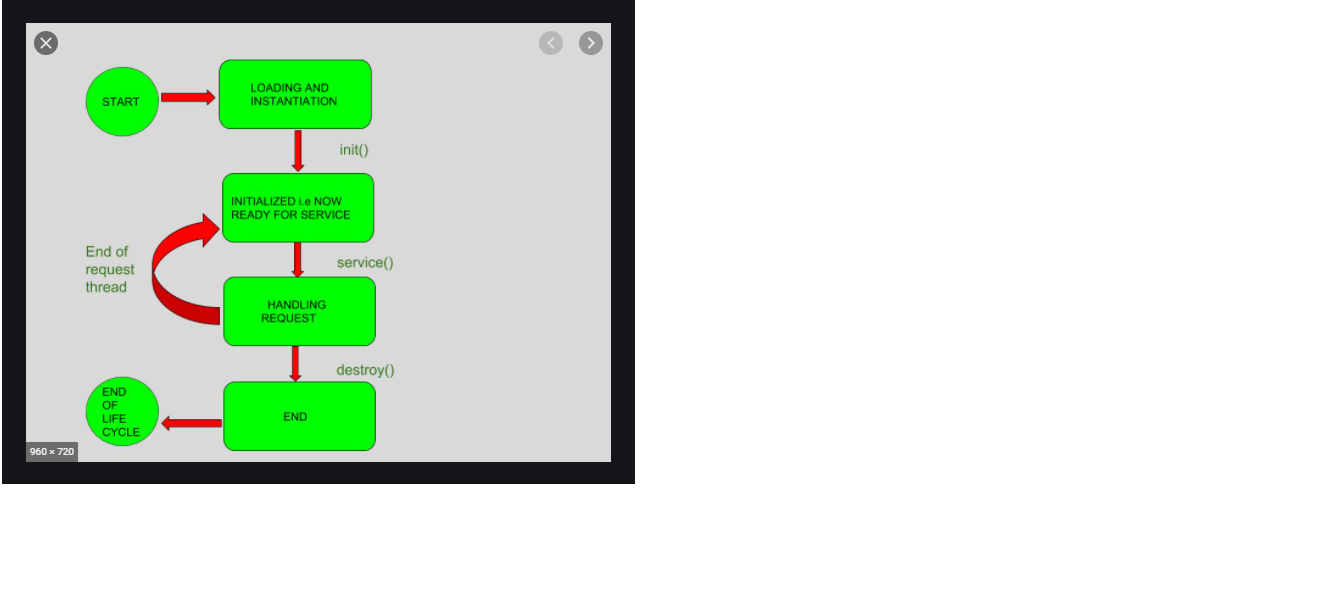 START
LOADING AND
INSTANTIATION
init()
INITIALIZED i.e NOW
READY FOR SERVICE
End of
request
thread
service()
HANDLING
REQUEST
destroy()
END
OF
LIFE
CYCLE
END
960 × 720